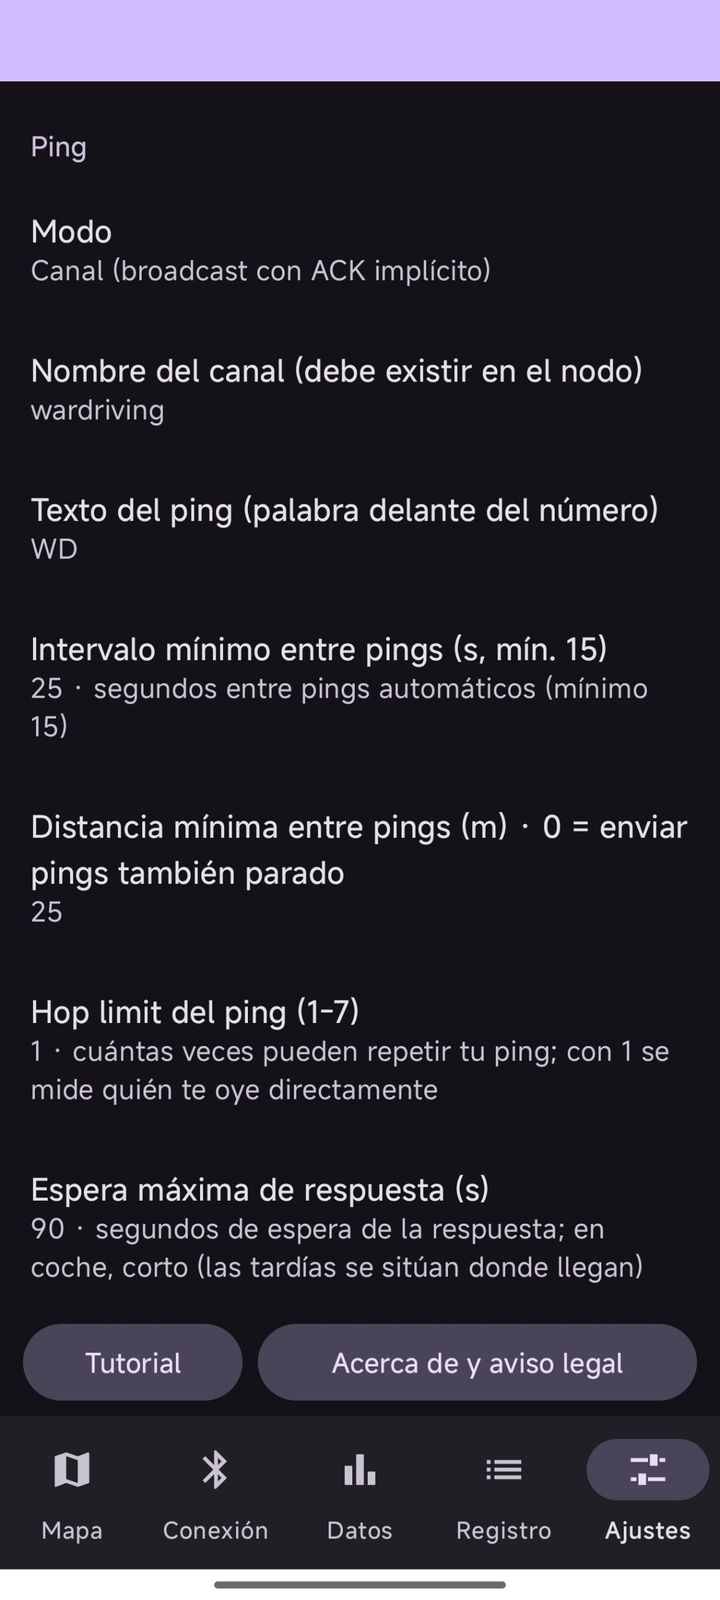 Ping
Modo
Canal (broadcast con ACK implícito)
Nombre del canal (debe existir en el nodo)
wardriving
Texto del ping (palabra delante del número)
WD
Intervalo mínimo entre pings (s, mín. 15)
25 · segundos entre pings automáticos (mínimo
15)
Distancia mínima entre pings (m) · 0 = enviar
pings también parado
25
Hop limit del ping (1–7)
1 · cuántas veces pueden repetir tu ping; con 1 se
mide quién te oye directamente
Espera máxima de respuesta (s)
90 · segundos de espera de la respuesta; en
coche, corto (las tardías se sitúan donde llegan)
Tutorial
Acerca de y aviso legal
Mapa
Conexión
Datos
Registro
Ajustes